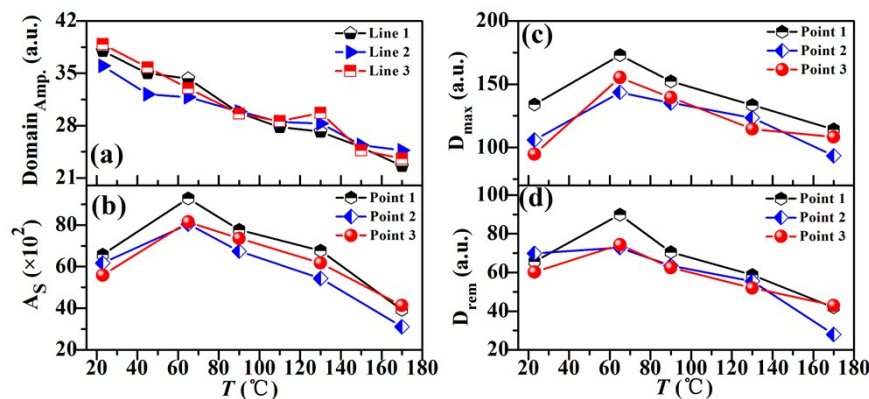 (a)
Domain Amp. (a.u.)
42
35
28
21
Line 1
Line 2
Line 3
(b)
A_S (×10^2)
80
60
40
20
Point 1
Point 2
Point 3
20 40 60 80 100 120 140 160 180
T (℃)
(c)
D_max (a.u.)
200
150
100
Point 1
Point 2
Point 3
(d)
D_rem (a.u.)
100
80
60
40
20
Point 1
Point 2
Point 3
20 40 60 80 100 120 140 160 180
T (℃)